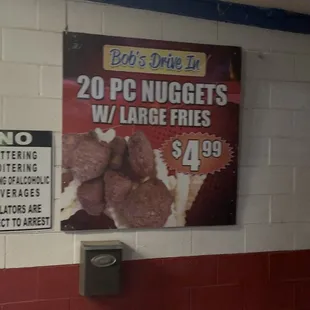 Bob's Drive In
20 PC NUGGETS
W/ LARGE FRIES
$4.99
NO
TTERING
OITERING
NG OF ALCOHOLIC
EVERAGES
LATORS ARE
CT TO ARREST